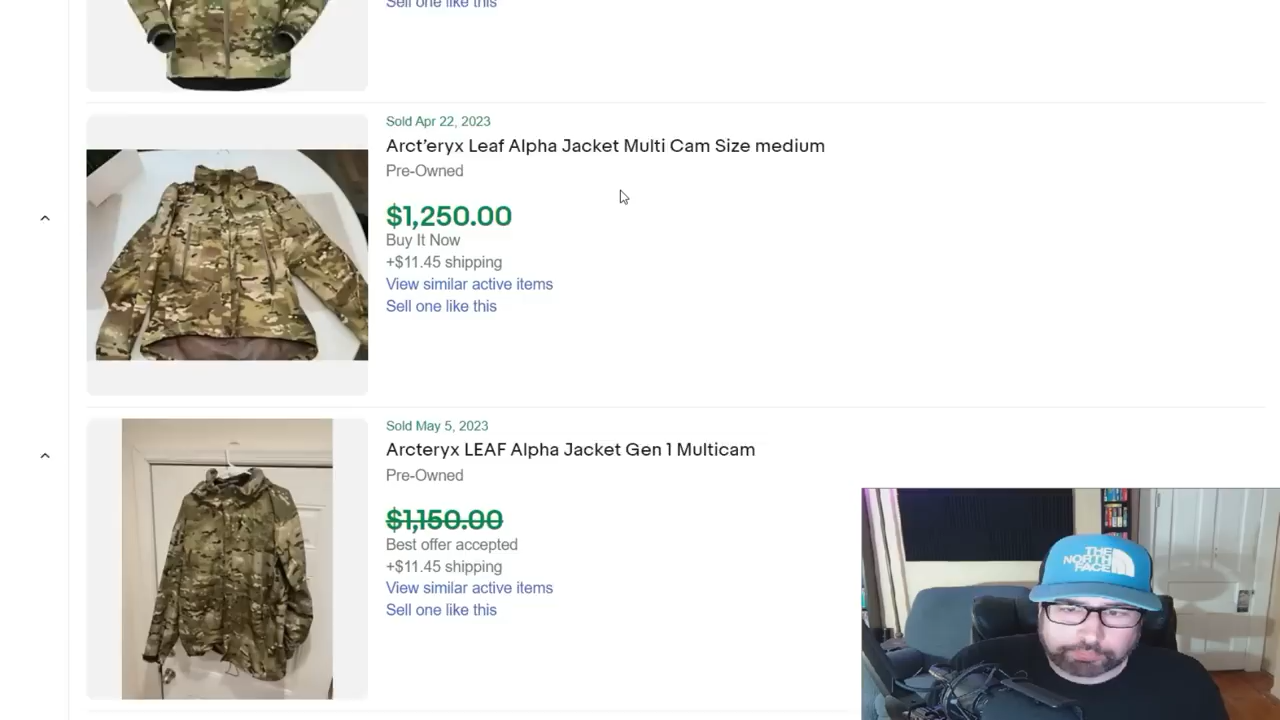 Sell one like this
Sold Apr 22, 2023
Arct'eryx Leaf Alpha Jacket Multi Cam Size medium
Pre-Owned
$1,250.00
Buy It Now
+$11.45 shipping
View similar active items
Sell one like this
Sold May 5, 2023
Arcteryx LEAF Alpha Jacket Gen 1 Multicam
Pre-Owned
$1,150.00
Best offer accepted
+$11.45 shipping
View similar active items
Sell one like this
THE
NORTH
FACE